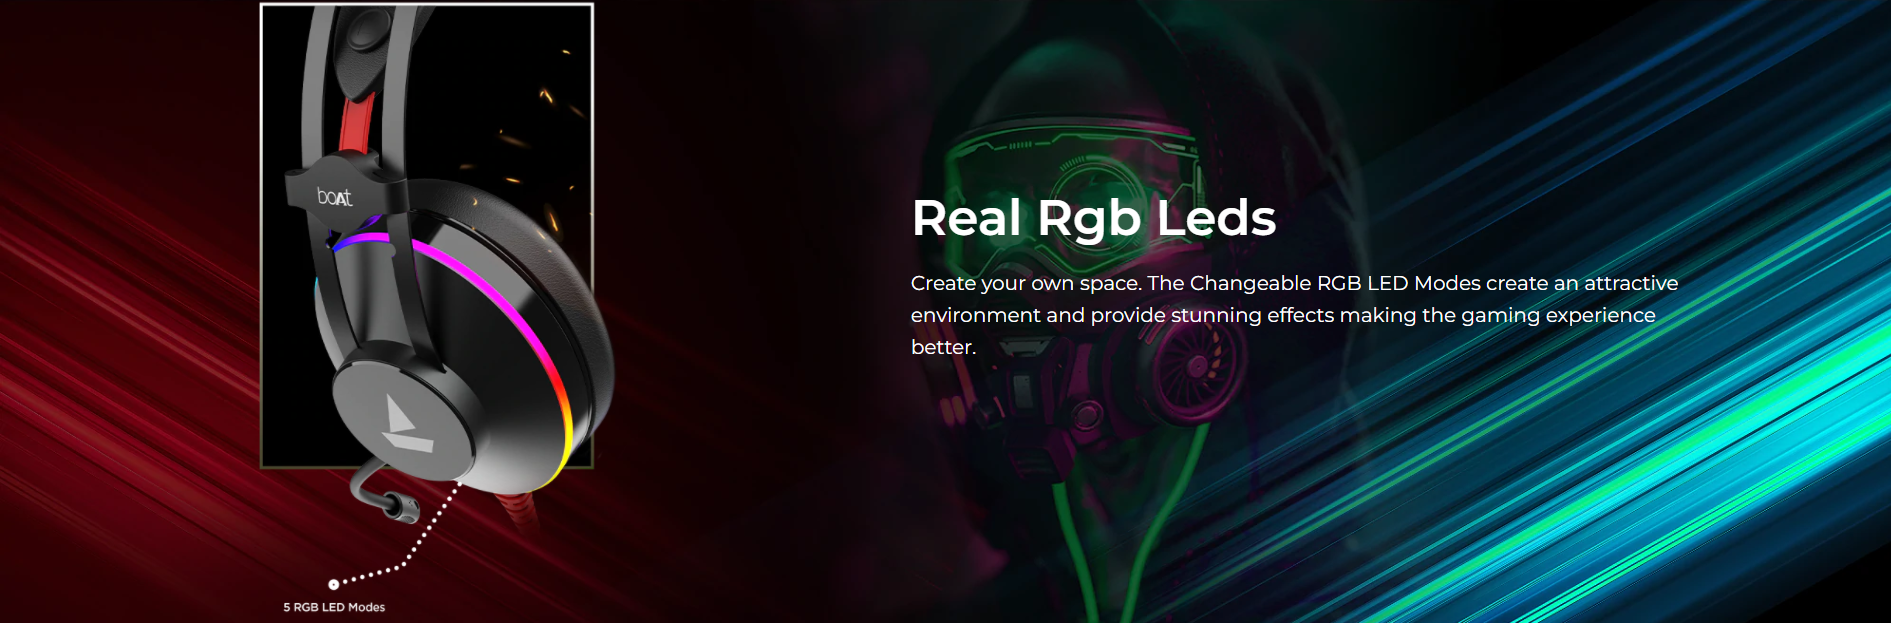 boAt
Real Rgb Leds
Create your own space. The Changeable RGB LED Modes create an attractive
environment and provide stunning effects making the gaming experience
better.
5 RGB LED Modes